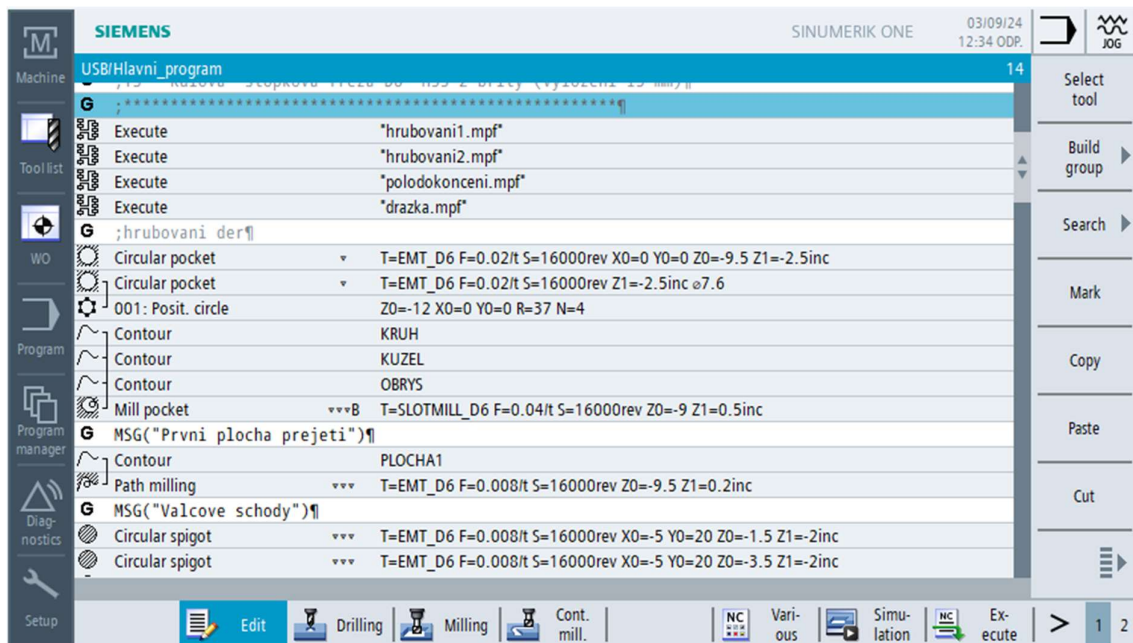 SIEMENS
SINUMERIK ONE
03/09/24
12:34 ODP.
JOG
Machine
USB/Hlavni_program 14
G ;****************************************************¶
Execute "hrubovani1.mpf"
Execute "hrubovani2.mpf"
Execute "polodokonceni.mpf"
Execute "drazka.mpf"
G ;hrubovani der¶
Circular pocket ▿ T=EMT_D6 F=0.02/t S=16000rev X0=0 Y0=0 Z0=-9.5 Z1=-2.5inc
Circular pocket ▿ T=EMT_D6 F=0.02/t S=16000rev Z1=-2.5inc ⌀7.6
001: Posit. circle Z0=-12 X0=0 Y0=0 R=37 N=4
Contour KRUH
Contour KUZEL
Contour OBRYS
Mill pocket ▿▿▿B T=SLOTMILL_D6 F=0.04/t S=16000rev Z0=-9 Z1=0.5inc
G MSG("Prvni plocha prejeti")¶
Contour PLOCHA1
Path milling ▿▿▿ T=EMT_D6 F=0.008/t S=16000rev Z0=-9.5 Z1=0.2inc
G MSG("Valcove schody")¶
Circular spigot ▿▿▿ T=EMT_D6 F=0.008/t S=16000rev X0=-5 Y0=20 Z0=-1.5 Z1=-2inc
Circular spigot ▿▿▿ T=EMT_D6 F=0.008/t S=16000rev X0=-5 Y0=20 Z0=-3.5 Z1=-2inc
M
Tool list
WO
Program
Program
manager
Diag-
nostics
Setup
Select
tool
Build
group
Search
Mark
Copy
Paste
Cut
Edit
Drilling
Milling
Cont.
mill.
NC
Vari-
ous
Simu-
lation
NC
Ex-
ecute
> 1 2